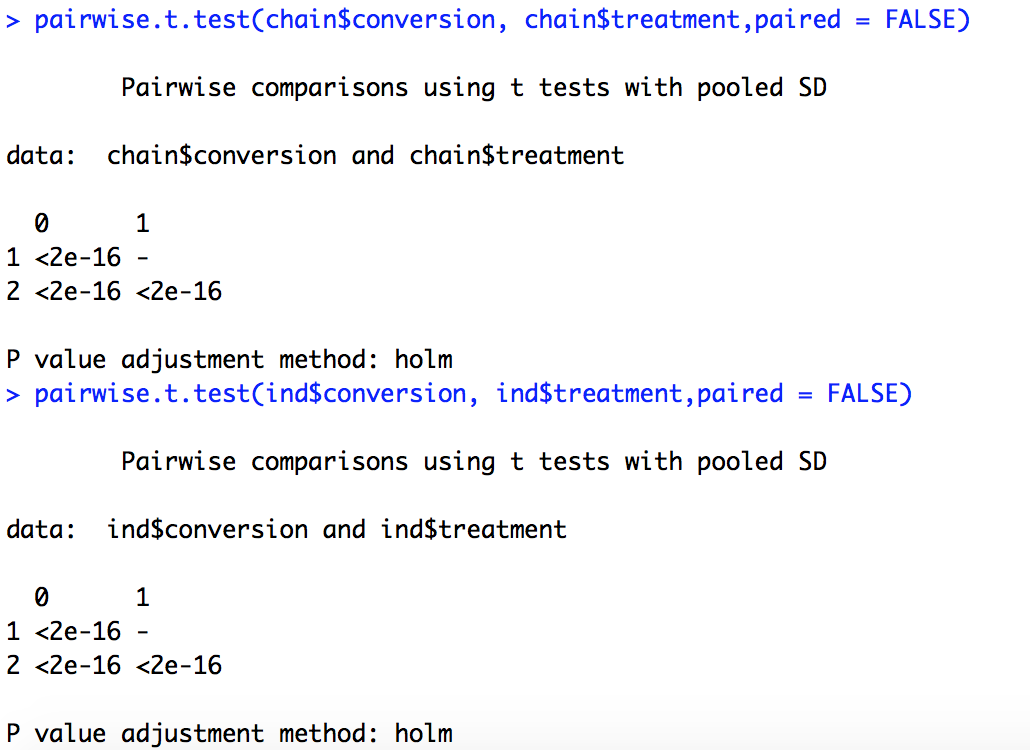 > pairwise.t.test(chain$conversion, chain$treatment,paired = FALSE)
Pairwise comparisons using t tests with pooled SD
data:  chain$conversion and chain$treatment
  0      1
1 <2e-16 -
2 <2e-16 <2e-16
P value adjustment method: holm
> pairwise.t.test(ind$conversion, ind$treatment,paired = FALSE)
Pairwise comparisons using t tests with pooled SD
data:  ind$conversion and ind$treatment
  0      1
1 <2e-16 -
2 <2e-16 <2e-16
P value adjustment method: holm